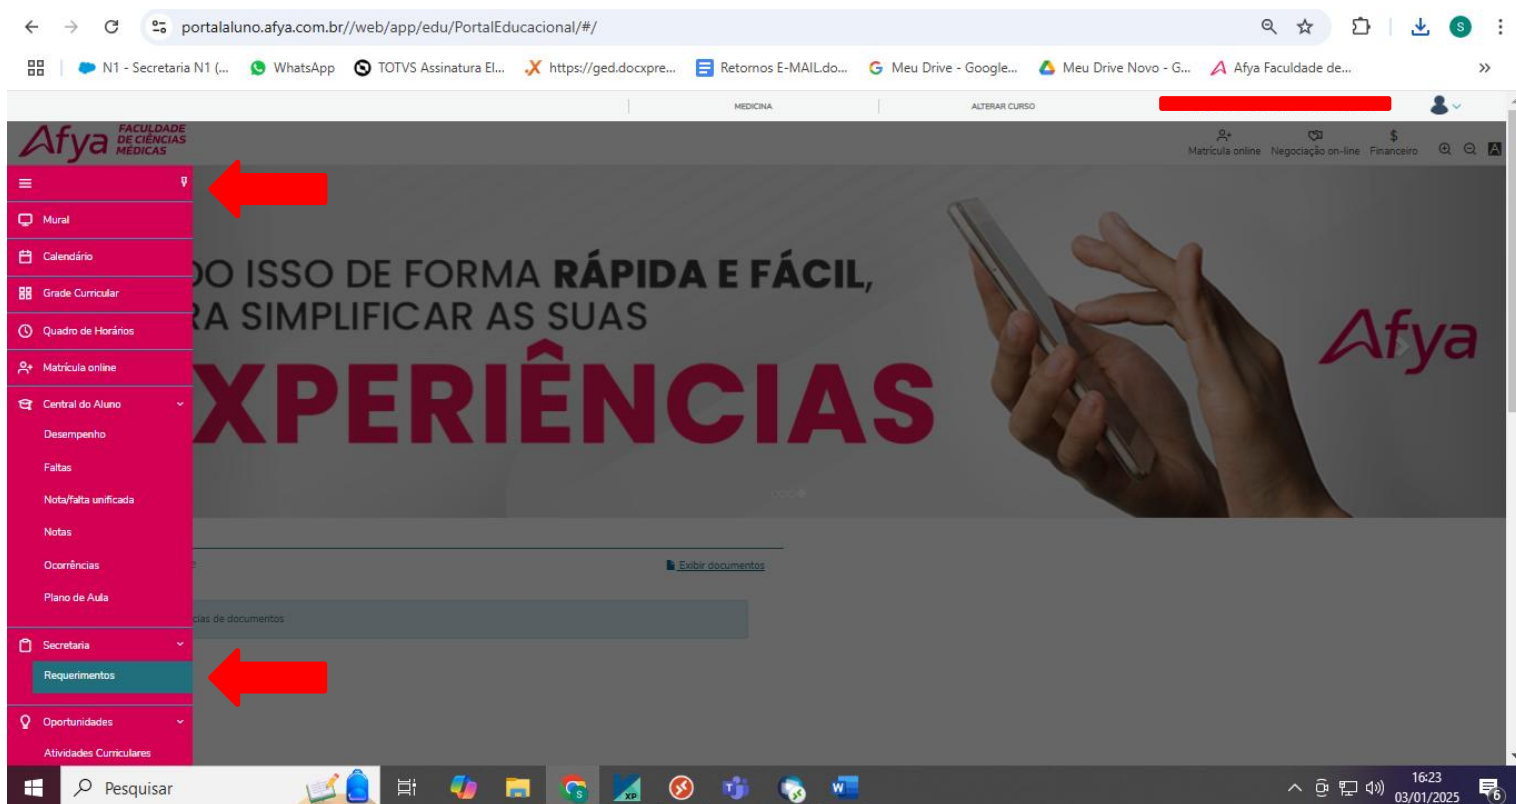 portalaluno.afya.com.br//web/app/edu/PortalEducacional/#/
S
N1 - Secretaria N1 (...
WhatsApp
TOTVS Assinatura El...
https://ged.docxpre...
Retornos E-MAIL.do...
Meu Drive - Google...
Meu Drive Novo - G...
Afya Faculdade de...
»
MEDICINA
ALTERAR CURSO
Afya FACULDADE
DE CIÊNCIAS
MÉDICAS
Matrícula online
Negociação on-line
$
Financeiro
A
Mural
Calendário
Grade Curricular
Quadro de Horários
Matrícula online
Central do Aluno
Desempenho
Faltas
Nota/falta unificada
Notas
Ocorrências
Plano de Aula
Secretaria
Requerimentos
Oportunidades
Atividades Curriculares
DO ISSO DE FORMA RÁPIDA E FÁCIL,
RA SIMPLIFICAR AS SUAS
XPERIÊNCIAS
Afya
Exibir documentos
cias de documentos
Pesquisar
XP
W
16:23
03/01/2025
6